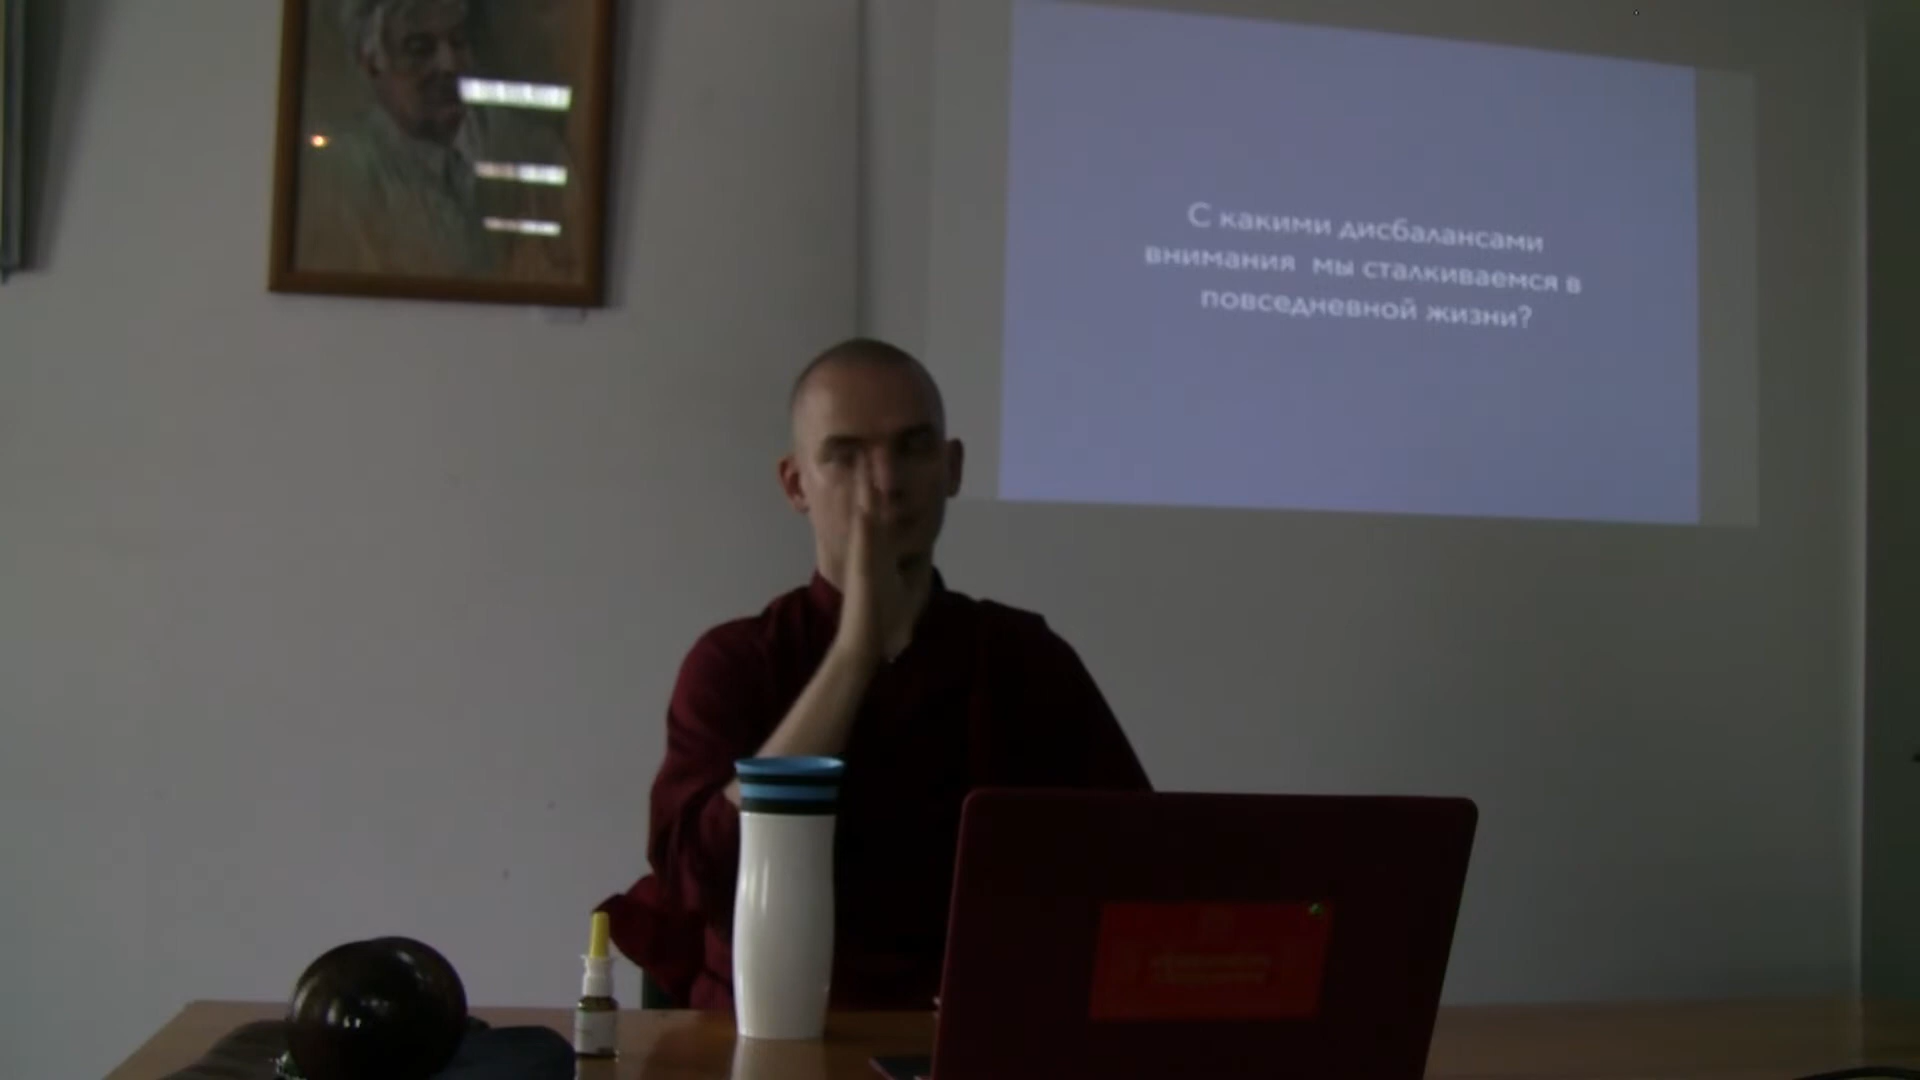 С какими дисбалансами
внимания мы сталкиваемся в
повседневной жизни?